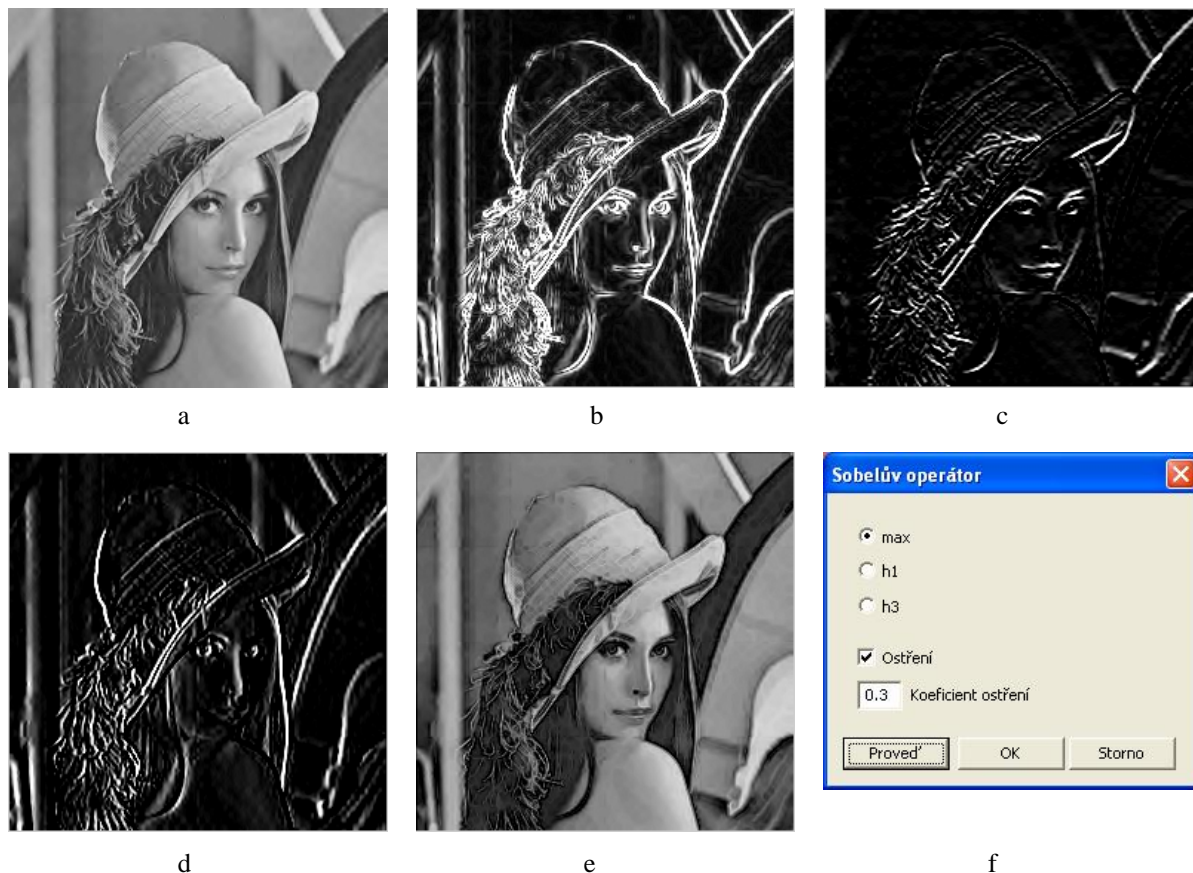 a
b
c
d
e
f
Sobelův operátor
max
h1
h3
Ostření
0.3 Koeficient ostření
Proveď
OK
Storno